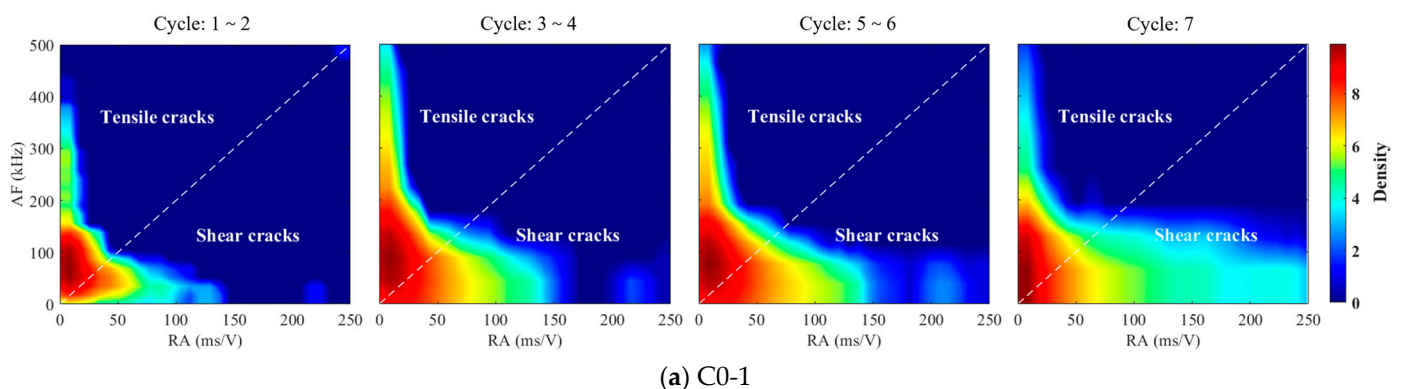 Cycle: 1 ~ 2
Cycle: 3 ~ 4
Cycle: 5 ~ 6
Cycle: 7
500
400
300
200
100
0
AF (kHz)
Tensile cracks
Shear cracks
Tensile cracks
Shear cracks
Tensile cracks
Shear cracks
Tensile cracks
Shear cracks
8
6
4
2
0
Density
0 50 100 150 200 250
0 50 100 150 200 250
0 50 100 150 200 250
0 50 100 150 200 250
RA (ms/V)
RA (ms/V)
RA (ms/V)
RA (ms/V)
(a) C0-1